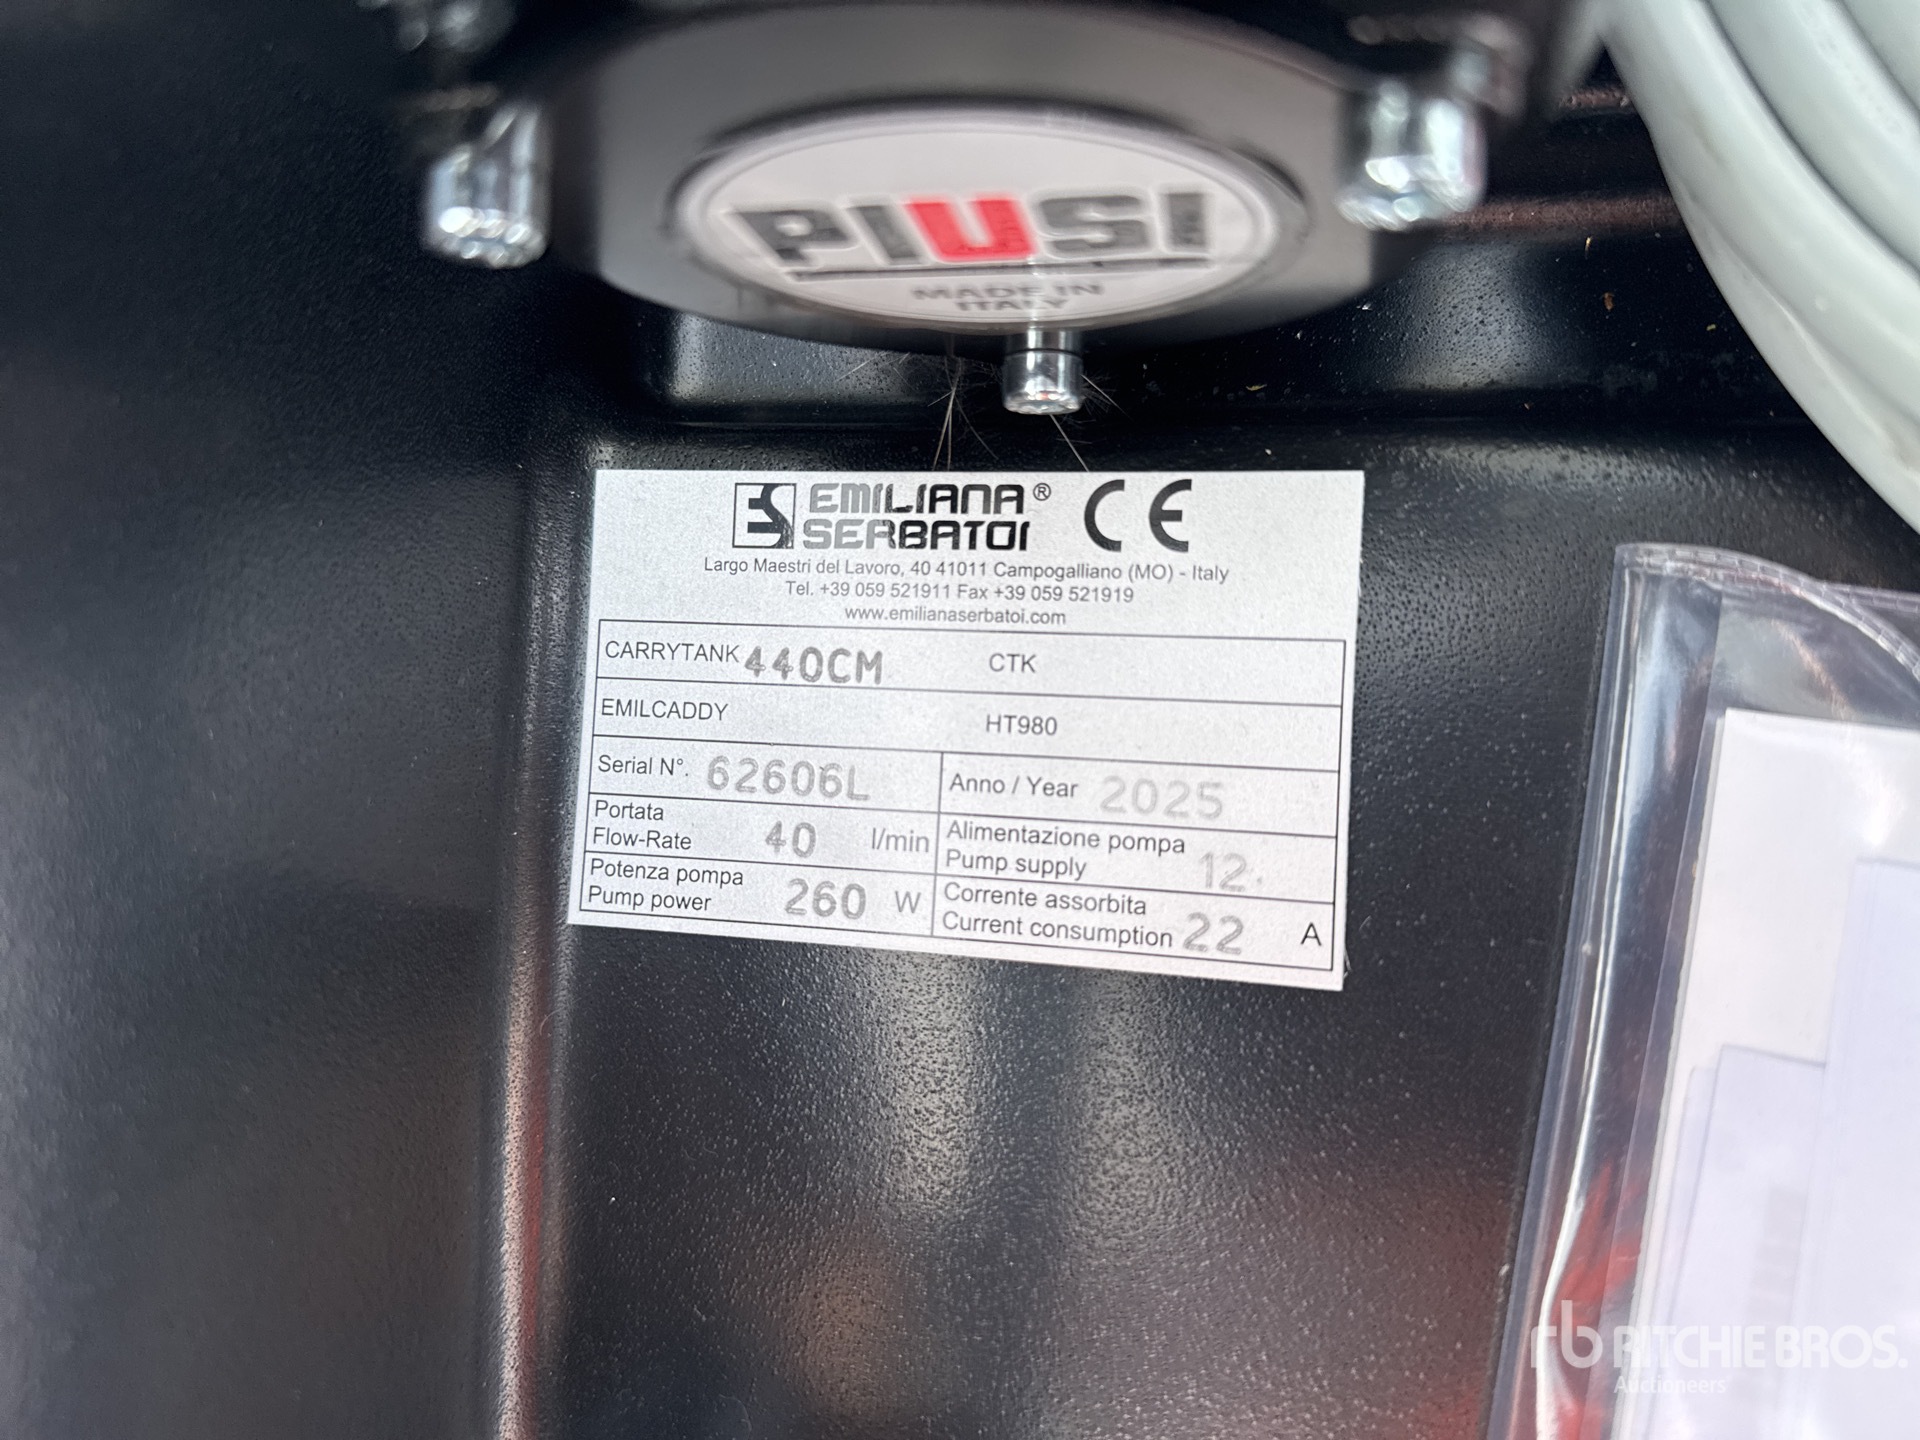 PIUSI
MADE IN
ITALY
ES EMILIANA® CE
SERBATOI
Largo Maestri del Lavoro, 40 41011 Campogalliano (MO) - Italy
Tel. +39 059 521911 Fax +39 059 521919
www.emilianaserbatoi.com
CARRYTANK 440CM CTK
EMILCADDY HT980
Serial N°. 62606L Anno / Year 2025
Portata
Flow-Rate 40 l/min
Alimentazione pompa
Pump supply 12
Potenza pompa
Pump power 260 W
Corrente assorbita
Current consumption 22 A
rb RITCHIE BROS.
Auctioneers